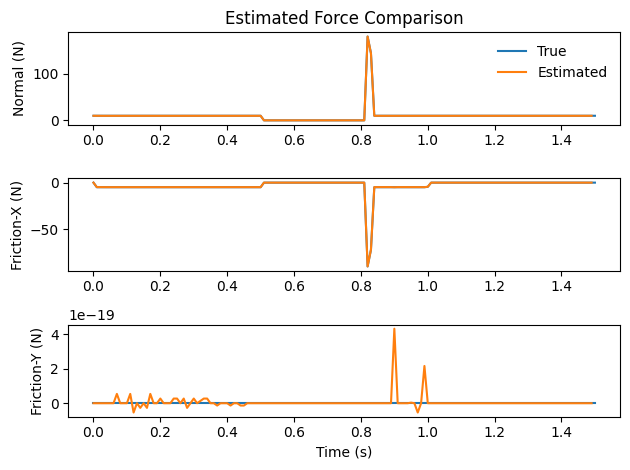 Estimated Force Comparison
Normal (N)
100
0
True
Estimated
0.0 0.2 0.4 0.6 0.8 1.0 1.2 1.4
Friction-X (N)
0
−50
0.0 0.2 0.4 0.6 0.8 1.0 1.2 1.4
1e−19
Friction-Y (N)
4
2
0
0.0 0.2 0.4 0.6 0.8 1.0 1.2 1.4
Time (s)